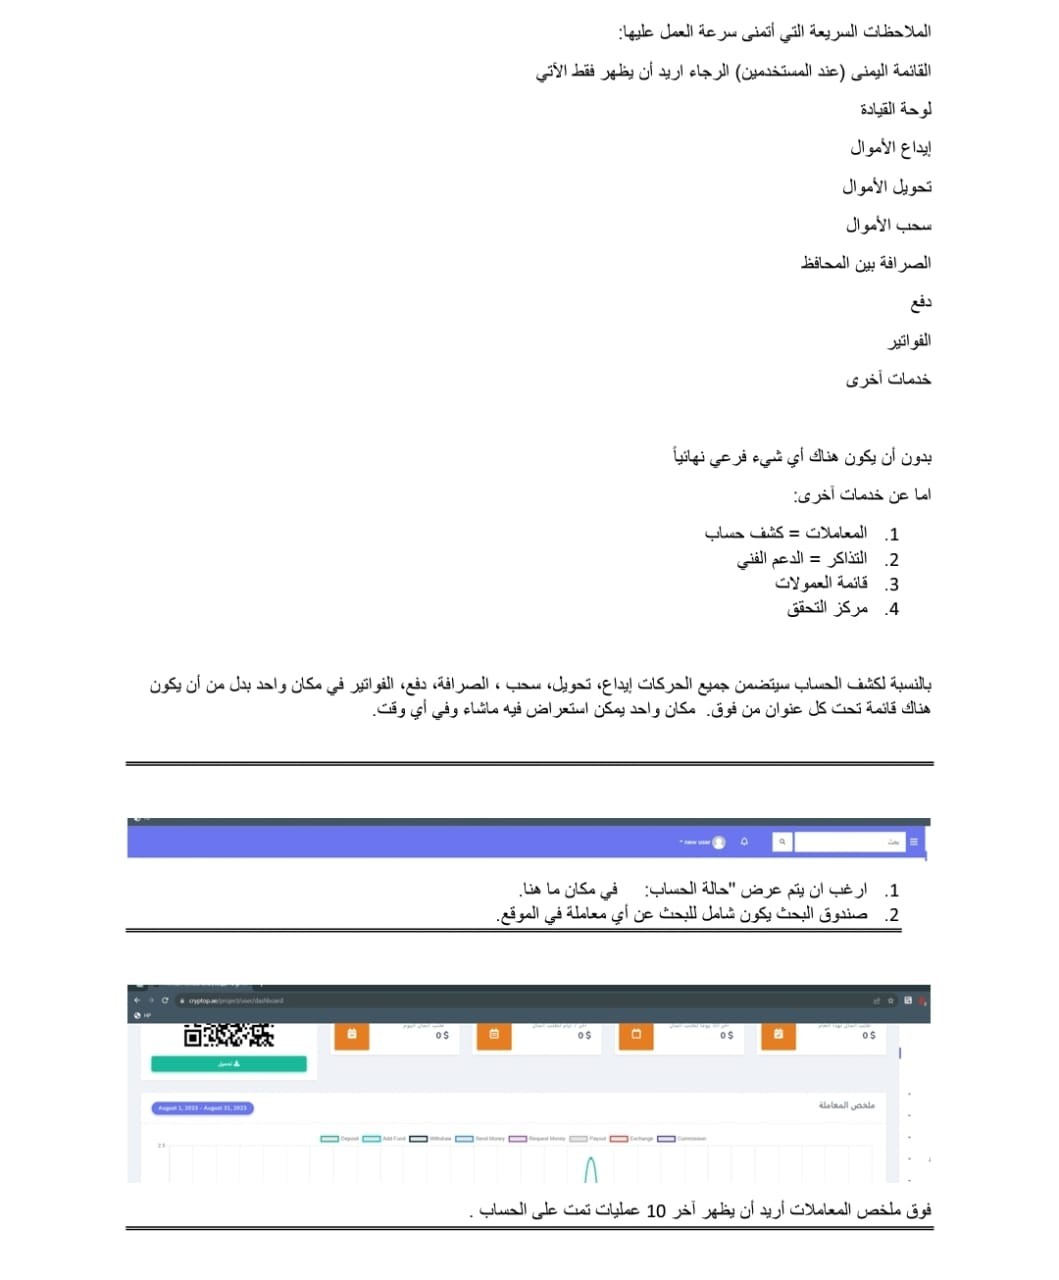 الملاحظات السريعة التي أتمنى سرعة العمل عليها:
القائمة اليمنى (عند المستخدمين) الرجاء اريد أن يظهر فقط الآتي
لوحة القيادة
إيداع الأموال
تحويل الأموال
سحب الأموال
الصرافة بين المحافظ
دفع
الفواتير
خدمات آخرى
بدون أن يكون هناك أي شيء فرعي نهائياً
اما عن خدمات آخرى:
1. المعاملات = كشف حساب
2. التذاكر = الدعم الفني
3. قائمة العمولات
4. مركز التحقق
بالنسبة لكشف الحساب سيتضمن جميع الحركات إيداع، تحويل، سحب ، الصرافة، دفع، الفواتير في مكان واحد بدل من أن يكون
هناك قائمة تحت كل عنوان من فوق. مكان واحد يمكن استعراض فيه ماشاء وفي أي وقت.
new user
بحث
1. ارغب ان يتم عرض "حالة الحساب: في مكان ما هنا.
2. صندوق البحث يكون شامل للبحث عن أي معاملة في الموقع.
cryptop.ae/project/user/dashboard
HP
0$ 0$ 0$ 0$
تحميل
ملخص المعاملة
August 1, 2023 - August 31, 2023
Deposit Add Fund Withdraw Send Money Request Money Payout Exchange Commission
2.5
فوق ملخص المعاملات أريد أن يظهر آخر 10 عمليات تمت على الحساب .